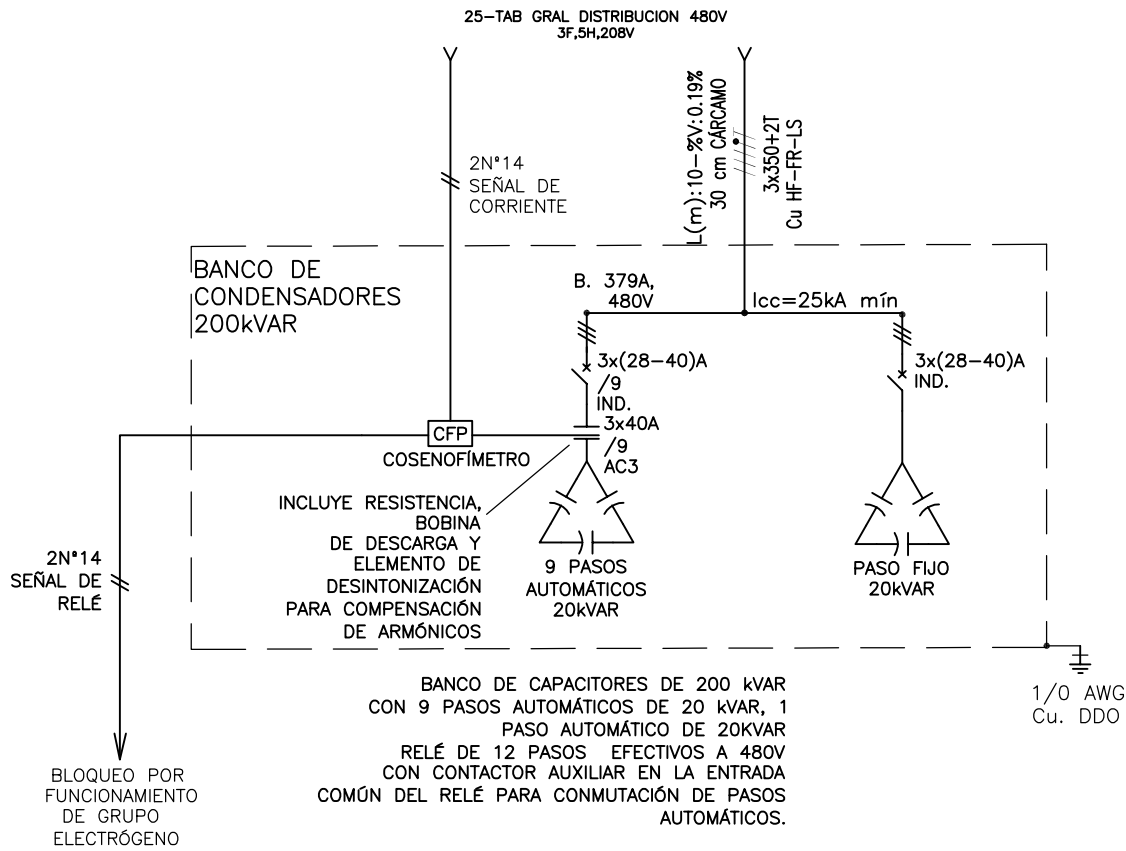 25-TAB GRAL DISTRIBUCION 480V
3F,5H,208V
2N°14
SEÑAL DE
CORRIENTE
L(m):10-%V:0.19%
30 cm CÁRCAMO
3x350+2T
Cu HF-FR-LS
BANCO DE
CONDENSADORES
200kVAR
B. 379A,
480V
Icc=25kA mín
3x(28-40)A
/9
IND.
3x40A
/9
AC3
3x(28-40)A
IND.
CFP
COSENOFÍMETRO
INCLUYE RESISTENCIA,
BOBINA
DE DESCARGA Y
ELEMENTO DE
DESINTONIZACIÓN
PARA COMPENSACIÓN
DE ARMÓNICOS
9 PASOS
AUTOMÁTICOS
20kVAR
PASO FIJO
20kVAR
2N°14
SEÑAL DE
RELÉ
1/0 AWG
Cu. DDO
BANCO DE CAPACITORES DE 200 kVAR
CON 9 PASOS AUTOMÁTICOS DE 20 kVAR, 1
PASO AUTOMÁTICO DE 20KVAR
RELÉ DE 12 PASOS EFECTIVOS A 480V
CON CONTACTOR AUXILIAR EN LA ENTRADA
COMÚN DEL RELÉ PARA CONMUTACIÓN DE PASOS
AUTOMÁTICOS.
BLOQUEO POR
FUNCIONAMIENTO
DE GRUPO
ELECTRÓGENO